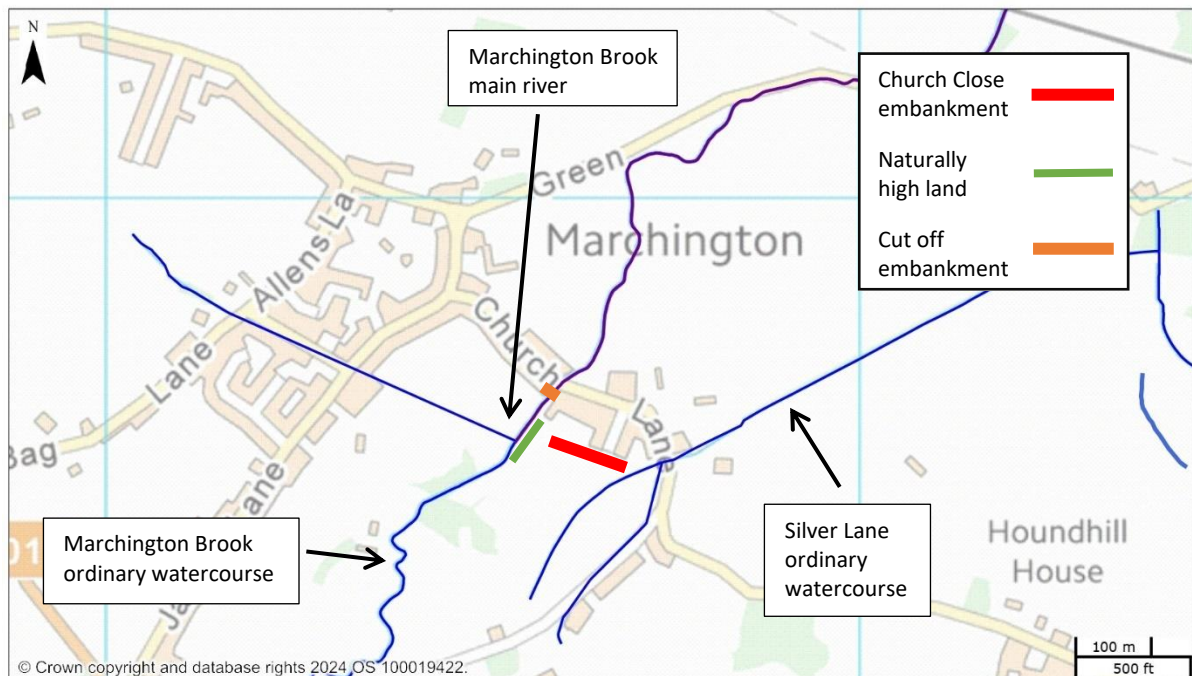 N
Marchington Brook
main river
Church Close
embankment
Naturally
high land
Cut off
embankment
Green
Marchington
Allens La
Church
Lane
Lane
Bag
Lane
Ja
01
Marchington Brook
ordinary watercourse
Silver Lane
ordinary
watercourse
Houndhill
House
100 m
500 ft
© Crown copyright and database rights 2024 OS 100019422.